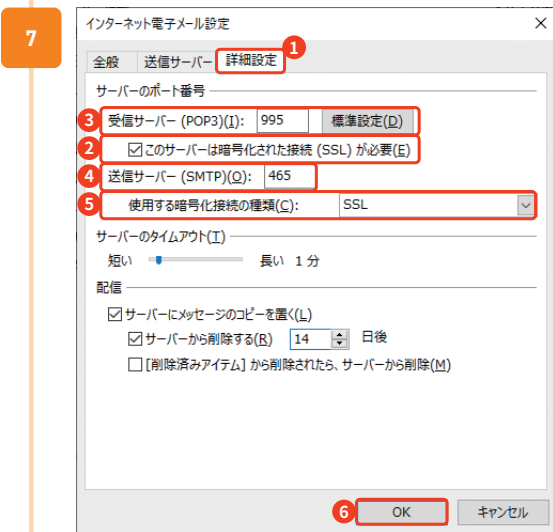 7
インターネット電子メール設定
1
全般 送信サーバー 詳細設定
サーバーのポート番号
3 受信サーバー (POP3)(I): 995 標準設定(D)
2 このサーバーは暗号化された接続 (SSL) が必要(E)
4 送信サーバー (SMTP)(O): 465
5 使用する暗号化接続の種類(C): SSL
サーバーのタイムアウト(T)
短い 長い 1 分
配信
サーバーにメッセージのコピーを置く(L)
サーバーから削除する(R) 14 日後
[削除済みアイテム] から削除されたら、サーバーから削除(M)
6 OK キャンセル